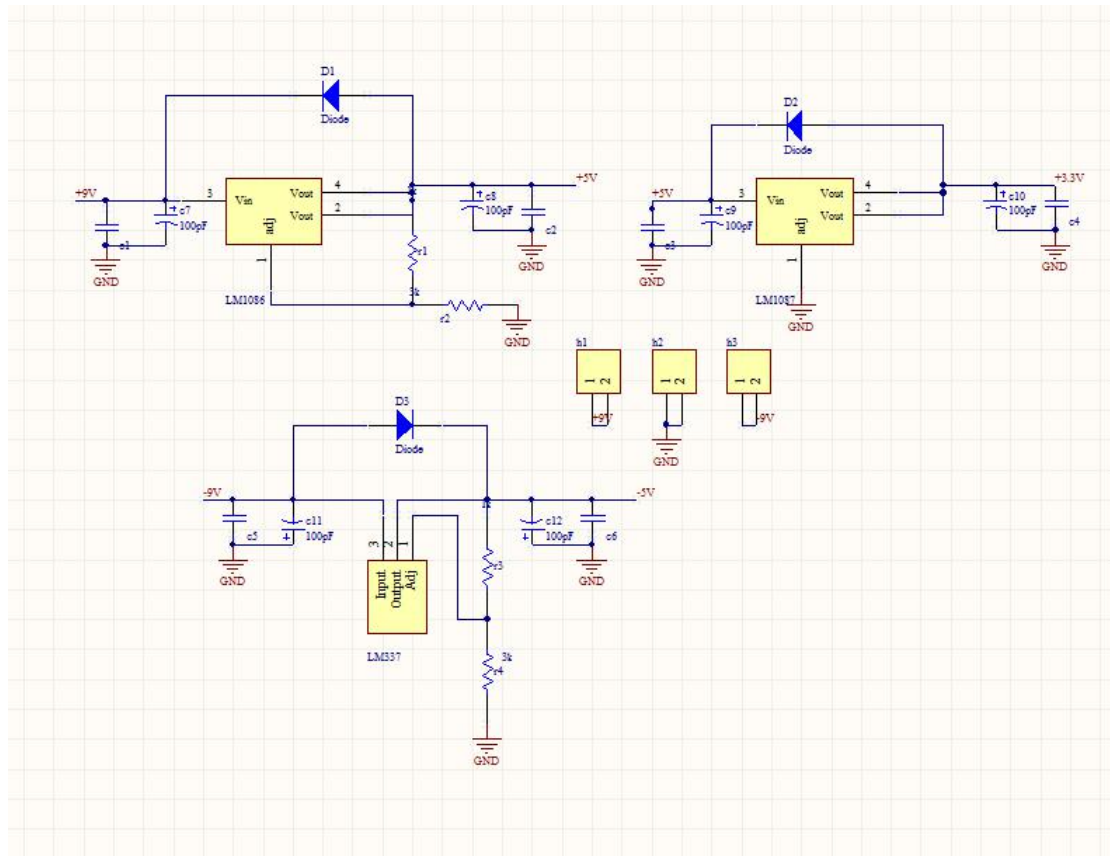 D1
Diode
+9V
3
Vin
Vout
4
Vout
2
adj
1
c1
c7
100pF
LM1086
+5V
c8
100pF
c2
r1
3k
r2
GND
GND
GND
D2
Diode
+5V
3
Vin
Vout
4
Vout
2
adj
1
c3
c9
100pF
LM1087
+3.3V
c10
100pF
c4
GND
GND
GND
h1
1
2
+9V
h2
1
2
GND
h3
1
2
-9V
D3
Diode
-9V
c5
c11
100pF
GND
3
2
1
Input
Output
Adj
LM337
-5V
c12
100pF
c6
GND
r3
3k
r4
GND